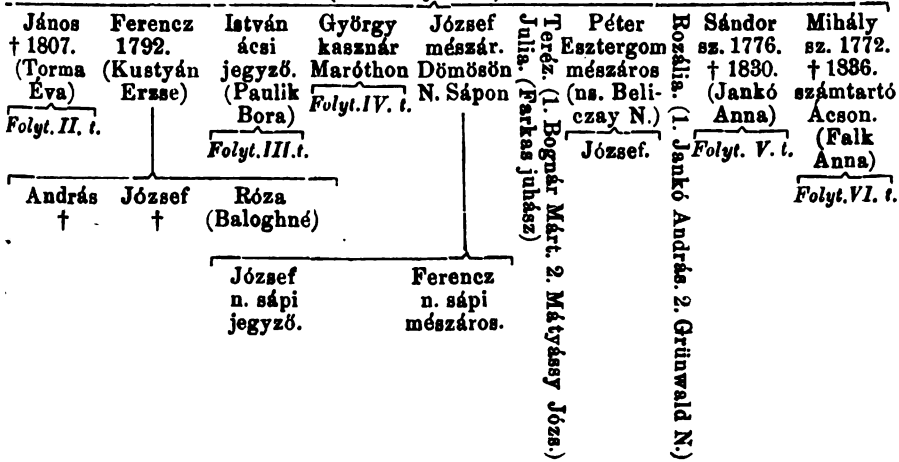 János
† 1807.
(Torma
Éva)
Folyt. II. t.
Ferencz
1792.
(Kustyán
Erzse)
István
ácsi
jegyző.
(Paulik
Bora)
Folyt.III.t.
György
kasznár
Maróthon
Folyt.IV. t.
József
mészár.
Dömösön
N. Sápon
Julia. (Farkas juhász)
Teréz. (1. Bognár Márt. 2. Mátyássy Józs.)
Péter
Esztergom
mészáros
(ns. Beli-
czay N.)
József.
Rozália. (1. Jankó András. 2. Grünwald N.)
Sándor
sz. 1776.
† 1830.
(Jankó
Anna)
Folyt. V. t.
Mihály
sz. 1772.
† 1836.
számtartó
Acson.
(Falk
Anna)
Folyt.VI. t.
András
†
József
†
Róza
(Baloghné)
József
n. sápi
jegyző.
Ferencz
n. sápi
mészáros.